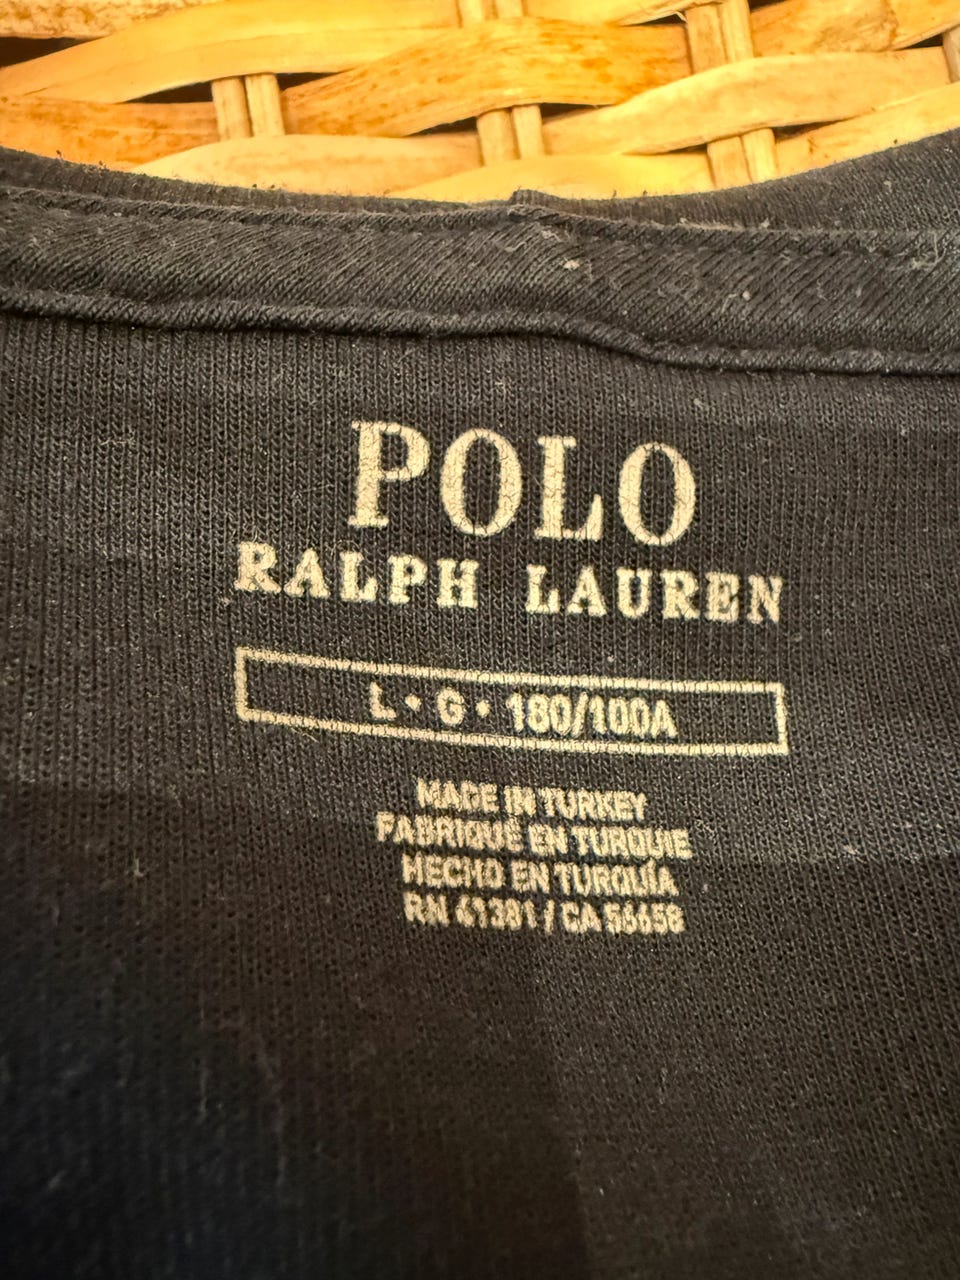 POLO
RALPH LAUREN
L • G • 180/100A
MADE IN TURKEY
FABRIQUÉ EN TURQUIE
HECHO EN TURQUÍA
RN 41381 / CA 56658